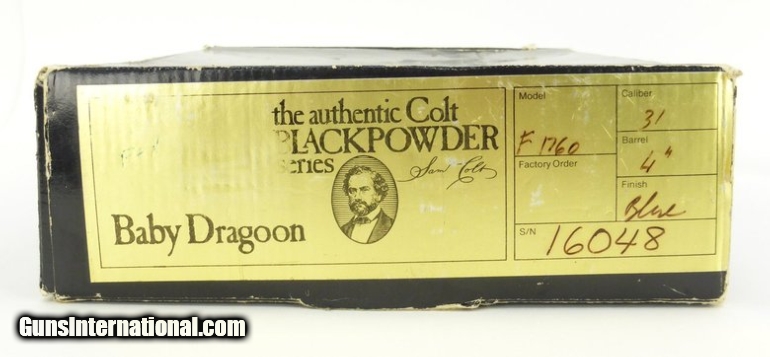 the authentic Colt
BLACKPOWDER
series
Sam Colt
Baby Dragoon
Model
F1760
Factory Order
Caliber
31
Barrel
4"
Finish
Blue
S/N
16048
GunsInternational.com